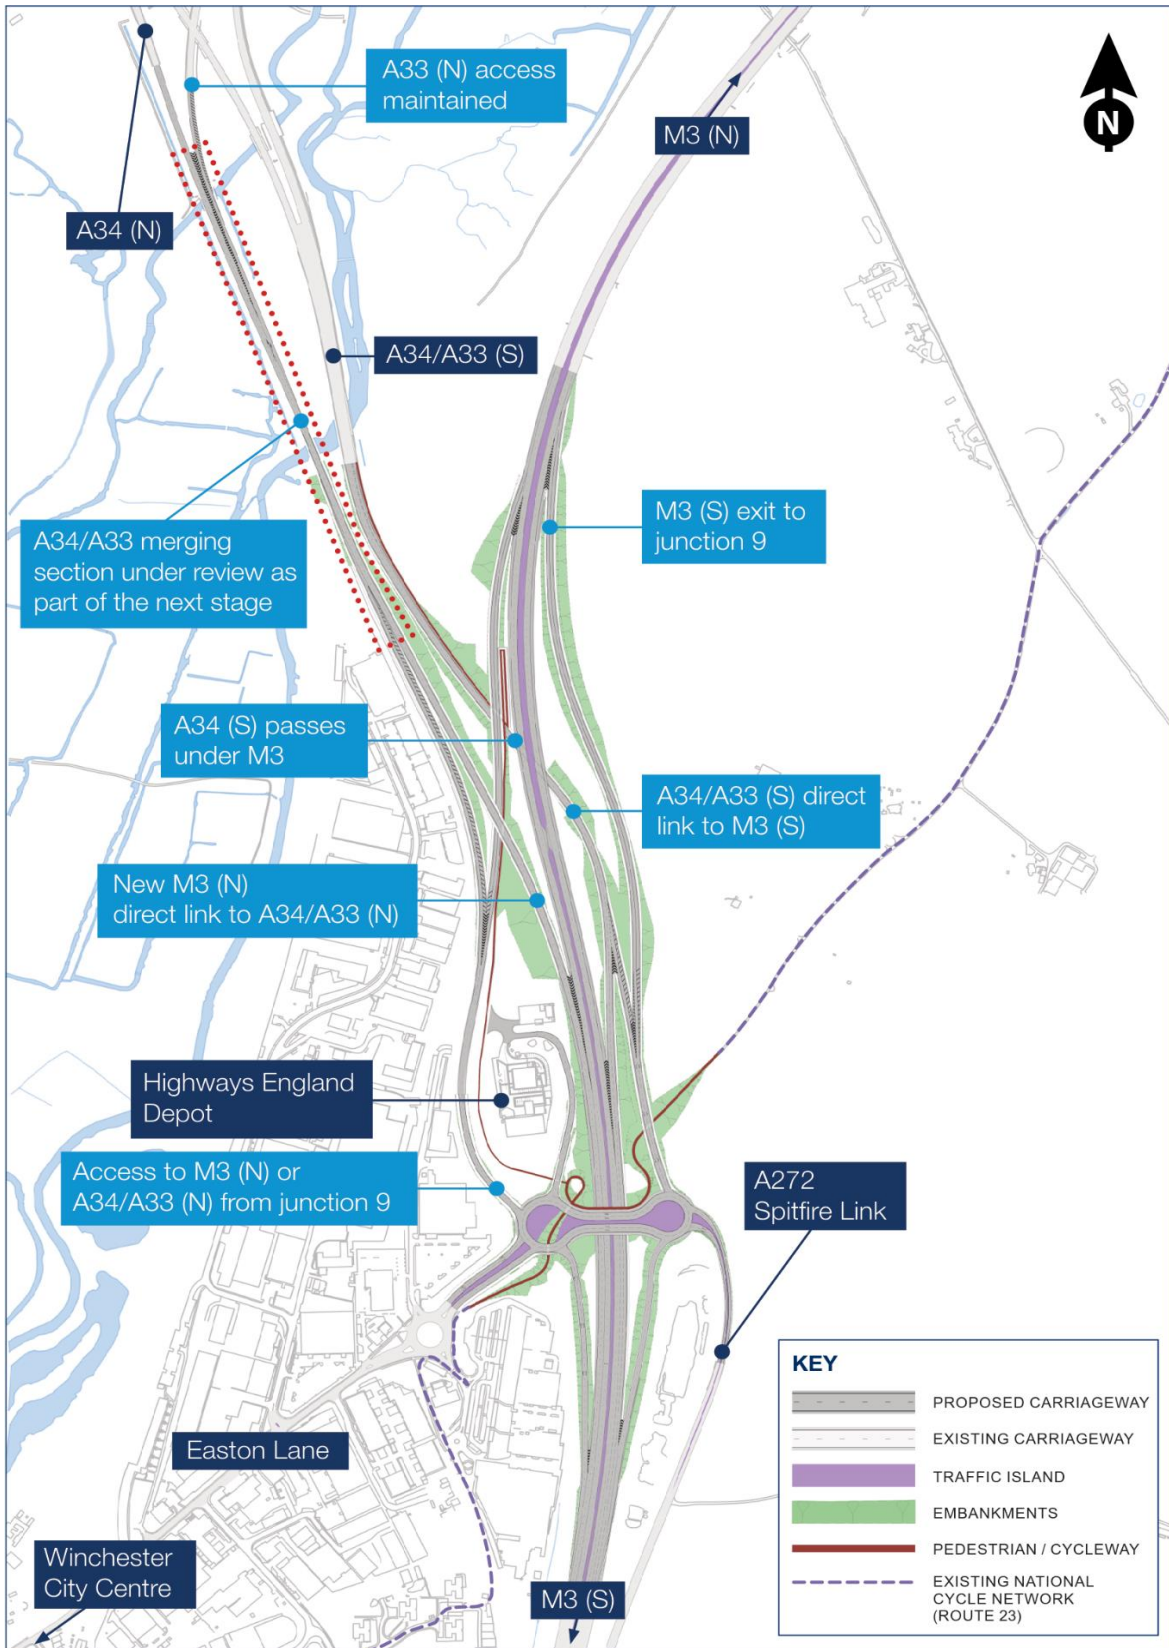 A33 (N) access
maintained
M3 (N)
N
A34 (N)
A34/A33 (S)
A34/A33 merging
section under review as
part of the next stage
M3 (S) exit to
junction 9
A34 (S) passes
under M3
A34/A33 (S) direct
link to M3 (S)
New M3 (N)
direct link to A34/A33 (N)
Highways England
Depot
Access to M3 (N) or
A34/A33 (N) from junction 9
A272
Spitfire Link
Easton Lane
Winchester
City Centre
M3 (S)
KEY
PROPOSED CARRIAGEWAY
EXISTING CARRIAGEWAY
TRAFFIC ISLAND
EMBANKMENTS
PEDESTRIAN / CYCLEWAY
EXISTING NATIONAL
CYCLE NETWORK
(ROUTE 23)